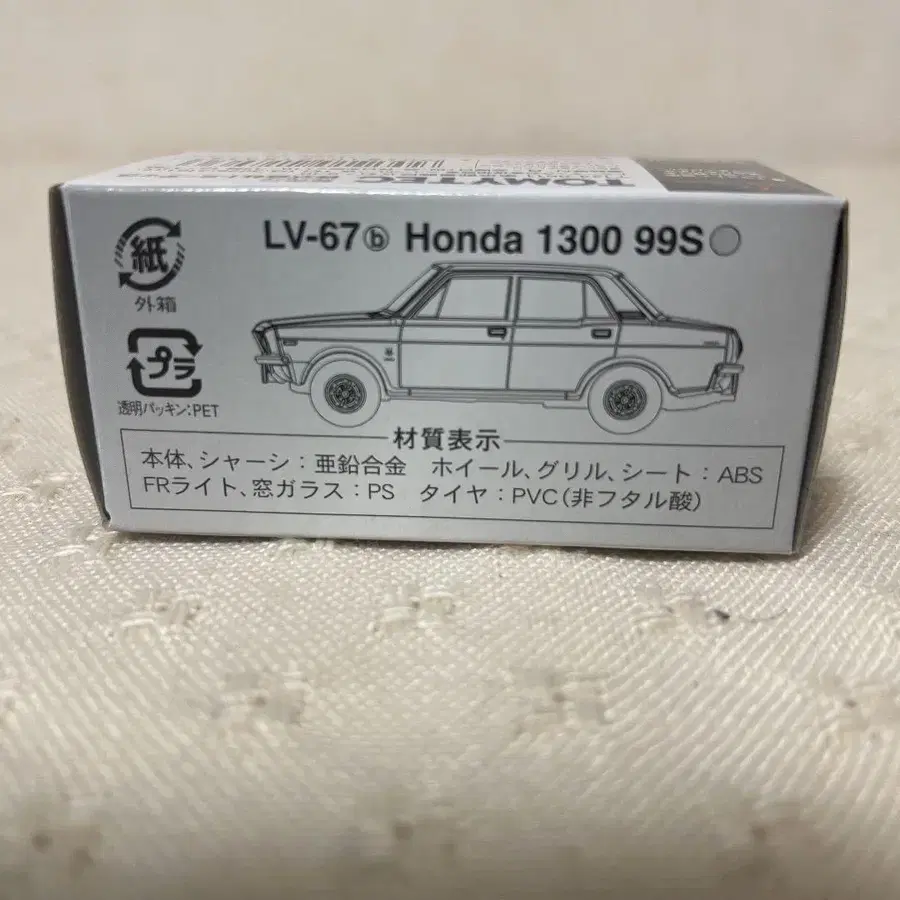 TOMYTEC
LV-67ⓑ Honda 1300 99S
紙
外箱
プラ
透明パッキン:PET
材質表示
本体、シャーシ:亜鉛合金 ホイール、グリル、シート:ABS
FRライト、窓ガラス:PS タイヤ:PVC(非フタル酸)